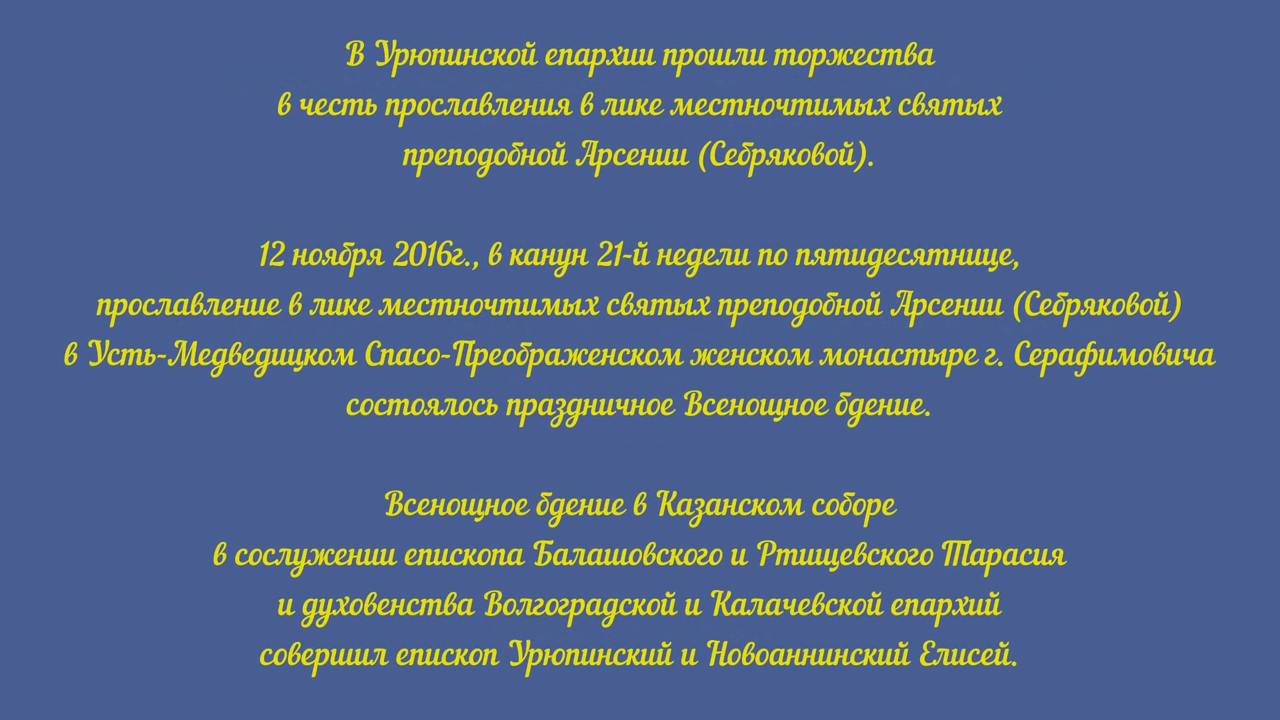 В Урюпинской епархии прошли торжества
в честь прославления в лике местночтимых святых
преподобной Арсении (Себряковой).
12 ноября 2016г., в канун 21-й недели по пятидесятнице,
прославление в лике местночтимых святых преподобной Арсении (Себряковой)
в Усть-Медведицком Спасо-Преображенском женском монастыре г. Серафимовича
состоялось праздничное Всенощное бдение.
Всенощное бдение в Казанском соборе
в сослужении епископа Балашовского и Ртищевского Тарасия
и духовенства Волгоградской и Калачевской епархий
совершил епископ Урюпинский и Новоаннинский Елисей.